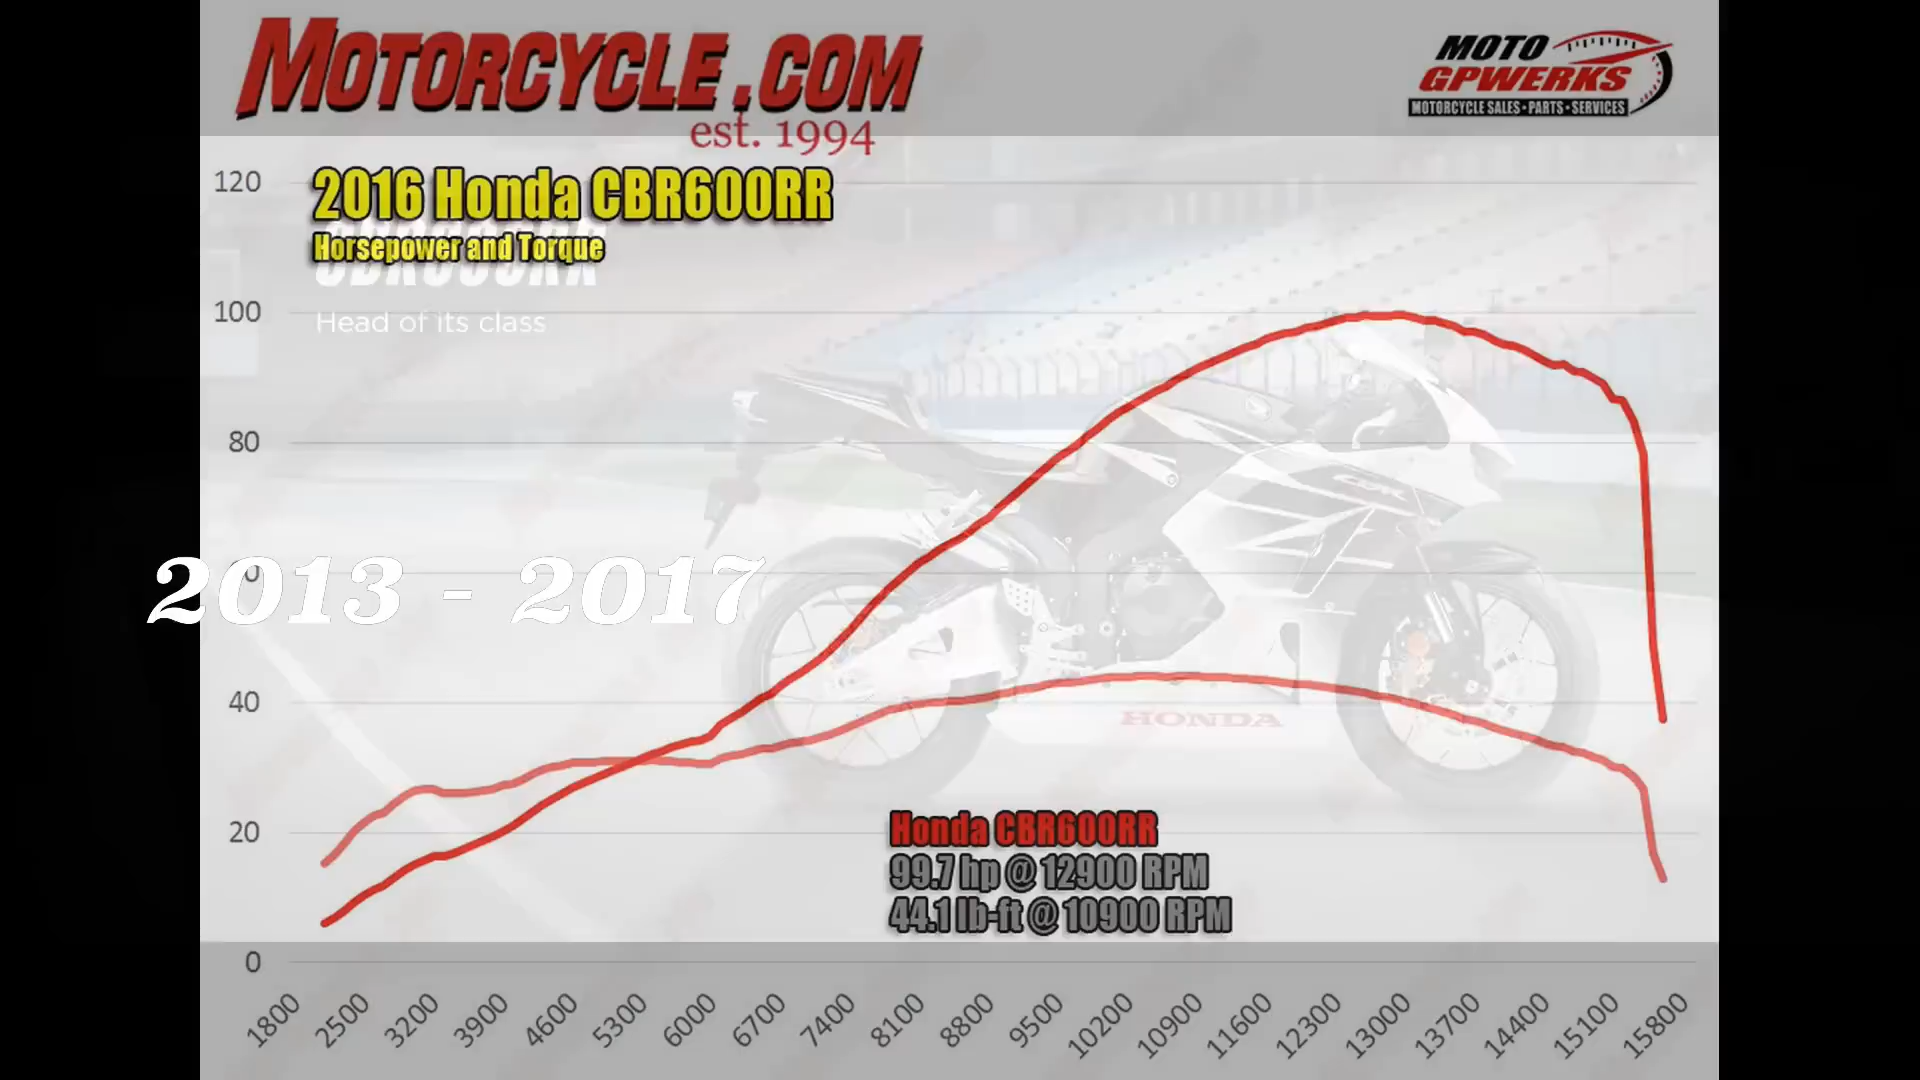 MOTORCYCLE.COM
est. 1994
MOTO
GPWERKS
MOTORCYCLE SALES • PARTS • SERVICES
120
2016 Honda CBR600RR
Horsepower and Torque
CBR600RR
100
Head of its class
80
2013 - 2017
40
HONDA
20
Honda CBR600RR
99.7 hp @ 12900 RPM
44.1 lb-ft @ 10900 RPM
0
1800 2500 3200 3900 4600 5300 6000 6700 7400 8100 8800 9500 10200 10900 11600 12300 13000 13700 14400 15100 15800